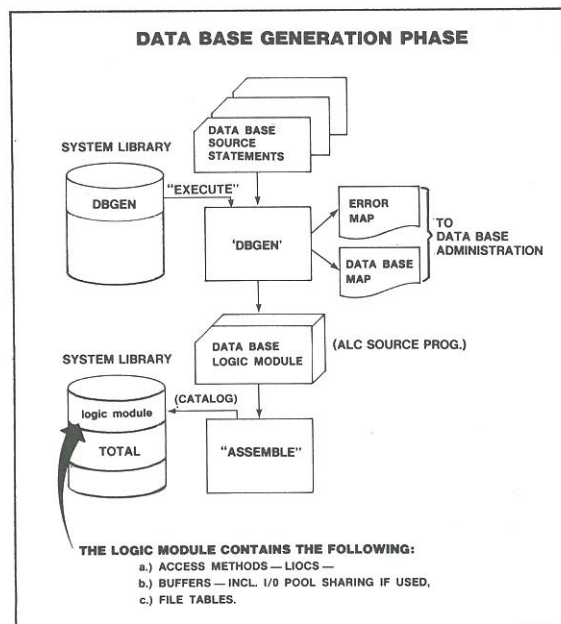 DATA BASE GENERATION PHASE
DATA BASE
SOURCE
STATEMENTS
SYSTEM LIBRARY
DBGEN
"EXECUTE"
'DBGEN'
ERROR
MAP
DATA BASE
MAP
TO
DATA BASE
ADMINISTRATION
DATA BASE
LOGIC MODULE
(ALC SOURCE PROG.)
SYSTEM LIBRARY
logic module
TOTAL
(CATALOG)
"ASSEMBLE"
THE LOGIC MODULE CONTAINS THE FOLLOWING:
a.) ACCESS METHODS — LIOCS —
b.) BUFFERS — INCL. I/0 POOL SHARING IF USED,
c.) FILE TABLES.